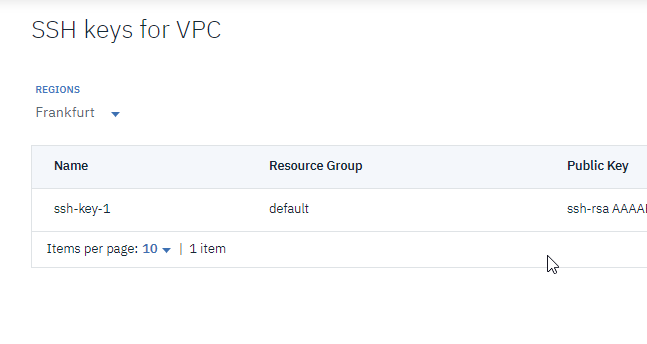 SSH keys for VPC
REGIONS
Frankfurt
Name Resource Group Public Key
ssh-key-1 default ssh-rsa AAAA
Items per page: 10 | 1 item